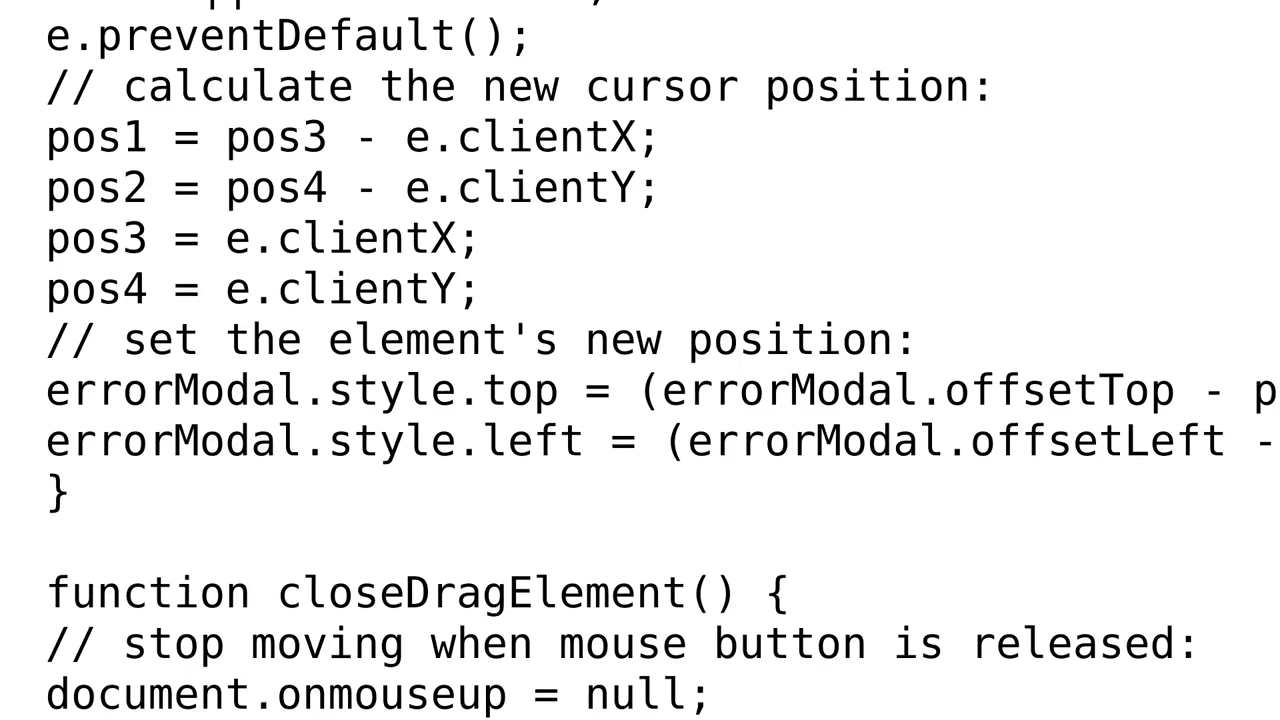 e.preventDefault();
// calculate the new cursor position:
pos1 = pos3 - e.clientX;
pos2 = pos4 - e.clientY;
pos3 = e.clientX;
pos4 = e.clientY;
// set the element's new position:
errorModal.style.top = (errorModal.offsetTop - p
errorModal.style.left = (errorModal.offsetLeft -
}
function closeDragElement() {
// stop moving when mouse button is released:
document.onmouseup = null;